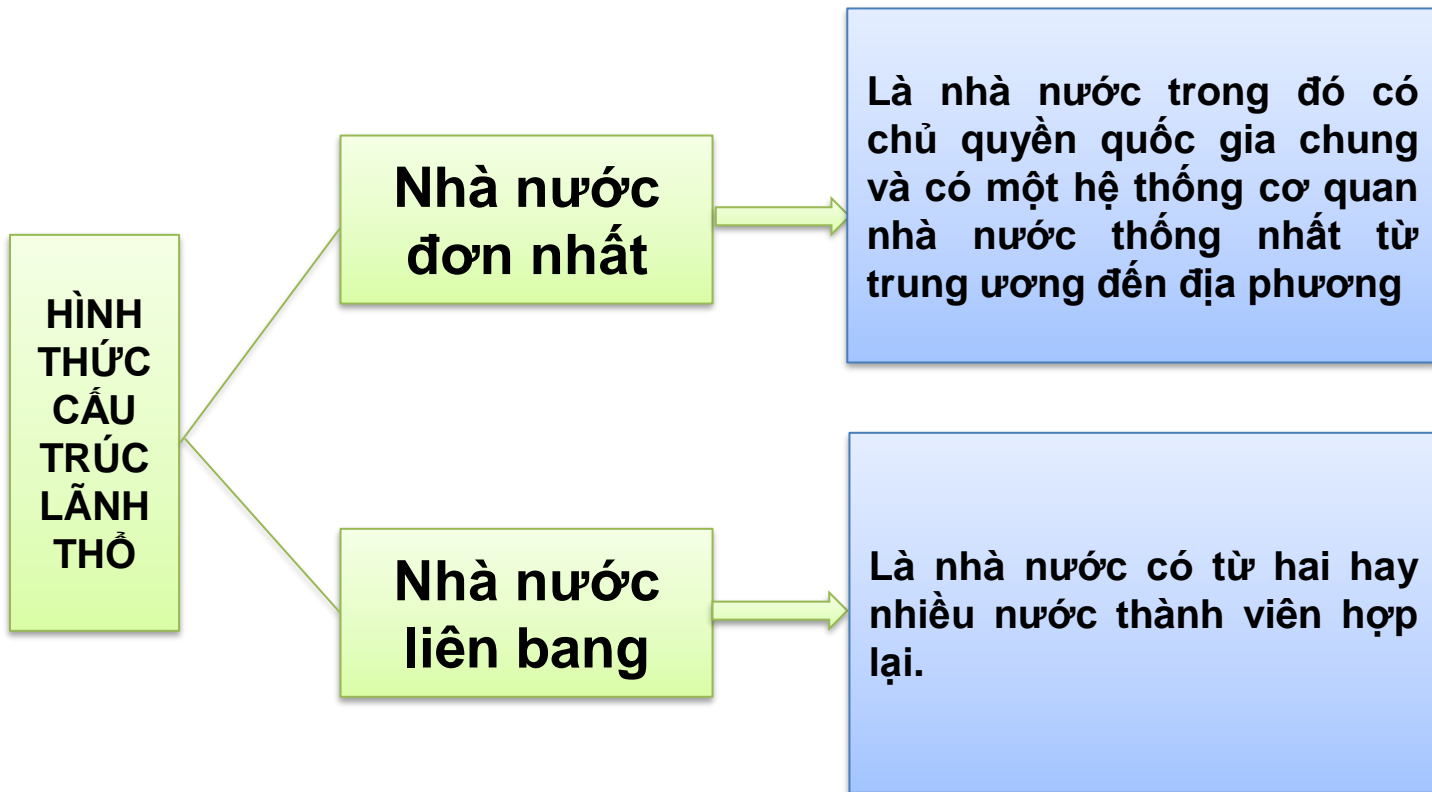 HÌNH
THỨC
CẤU
TRÚC
LÃNH
THỔ
Nhà nước
đơn nhất
Là nhà nước trong đó có
chủ quyền quốc gia chung
và có một hệ thống cơ quan
nhà nước thống nhất từ
trung ương đến địa phương
Nhà nước
liên bang
Là nhà nước có từ hai hay
nhiều nước thành viên hợp
lại.